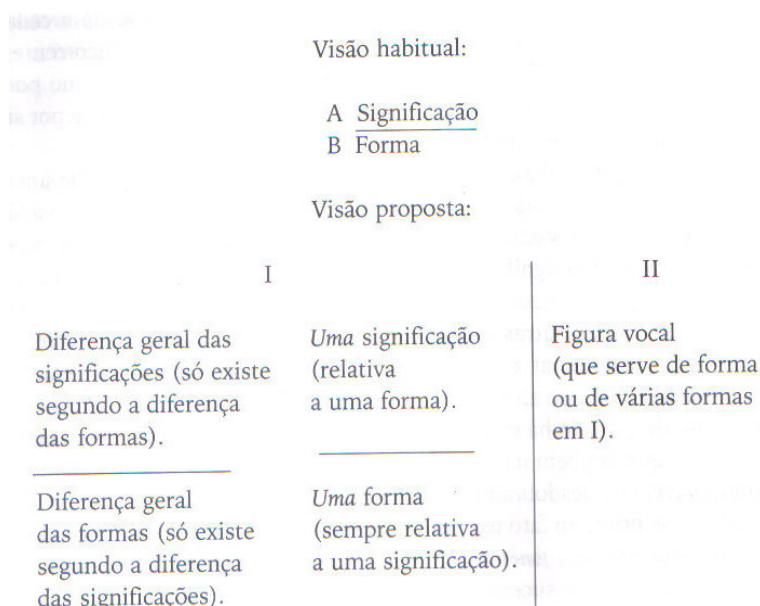 Visão habitual:
A Significação
B Forma
Visão proposta:
I
Diferença geral das
significações (só existe
segundo a diferença
das formas).
Diferença geral
das formas (só existe
segundo a diferença
das significações).
Uma significação
(relativa
a uma forma).
Uma forma
(sempre relativa
a uma significação).
II
Figura vocal
(que serve de forma
ou de várias formas
em I).